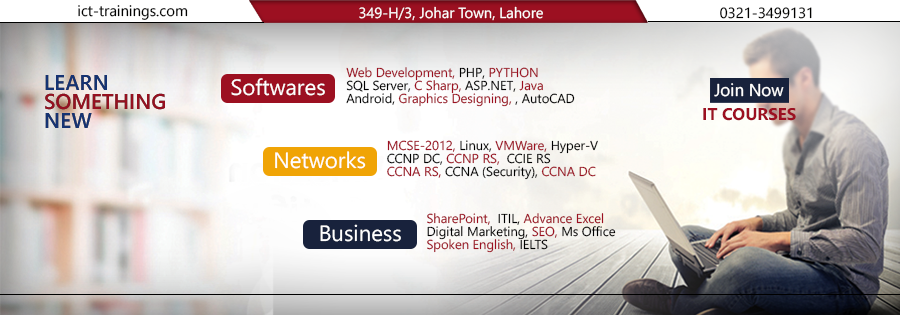 ict-trainings.com
349-H/3, Johar Town, Lahore
0321-3499131
LEARN
SOMETHING
NEW
Softwares
Web Development, PHP, PYTHON
SQL Server, C Sharp, ASP.NET, Java
Android, Graphics Designing, , AutoCAD
Join Now
IT COURSES
Networks
MCSE-2012, Linux, VMWare, Hyper-V
CCNP DC, CCNP RS, CCIE RS
CCNA RS, CCNA (Security), CCNA DC
Business
SharePoint, ITIL, Advance Excel
Digital Marketing, SEO, Ms Office
Spoken English, IELTS